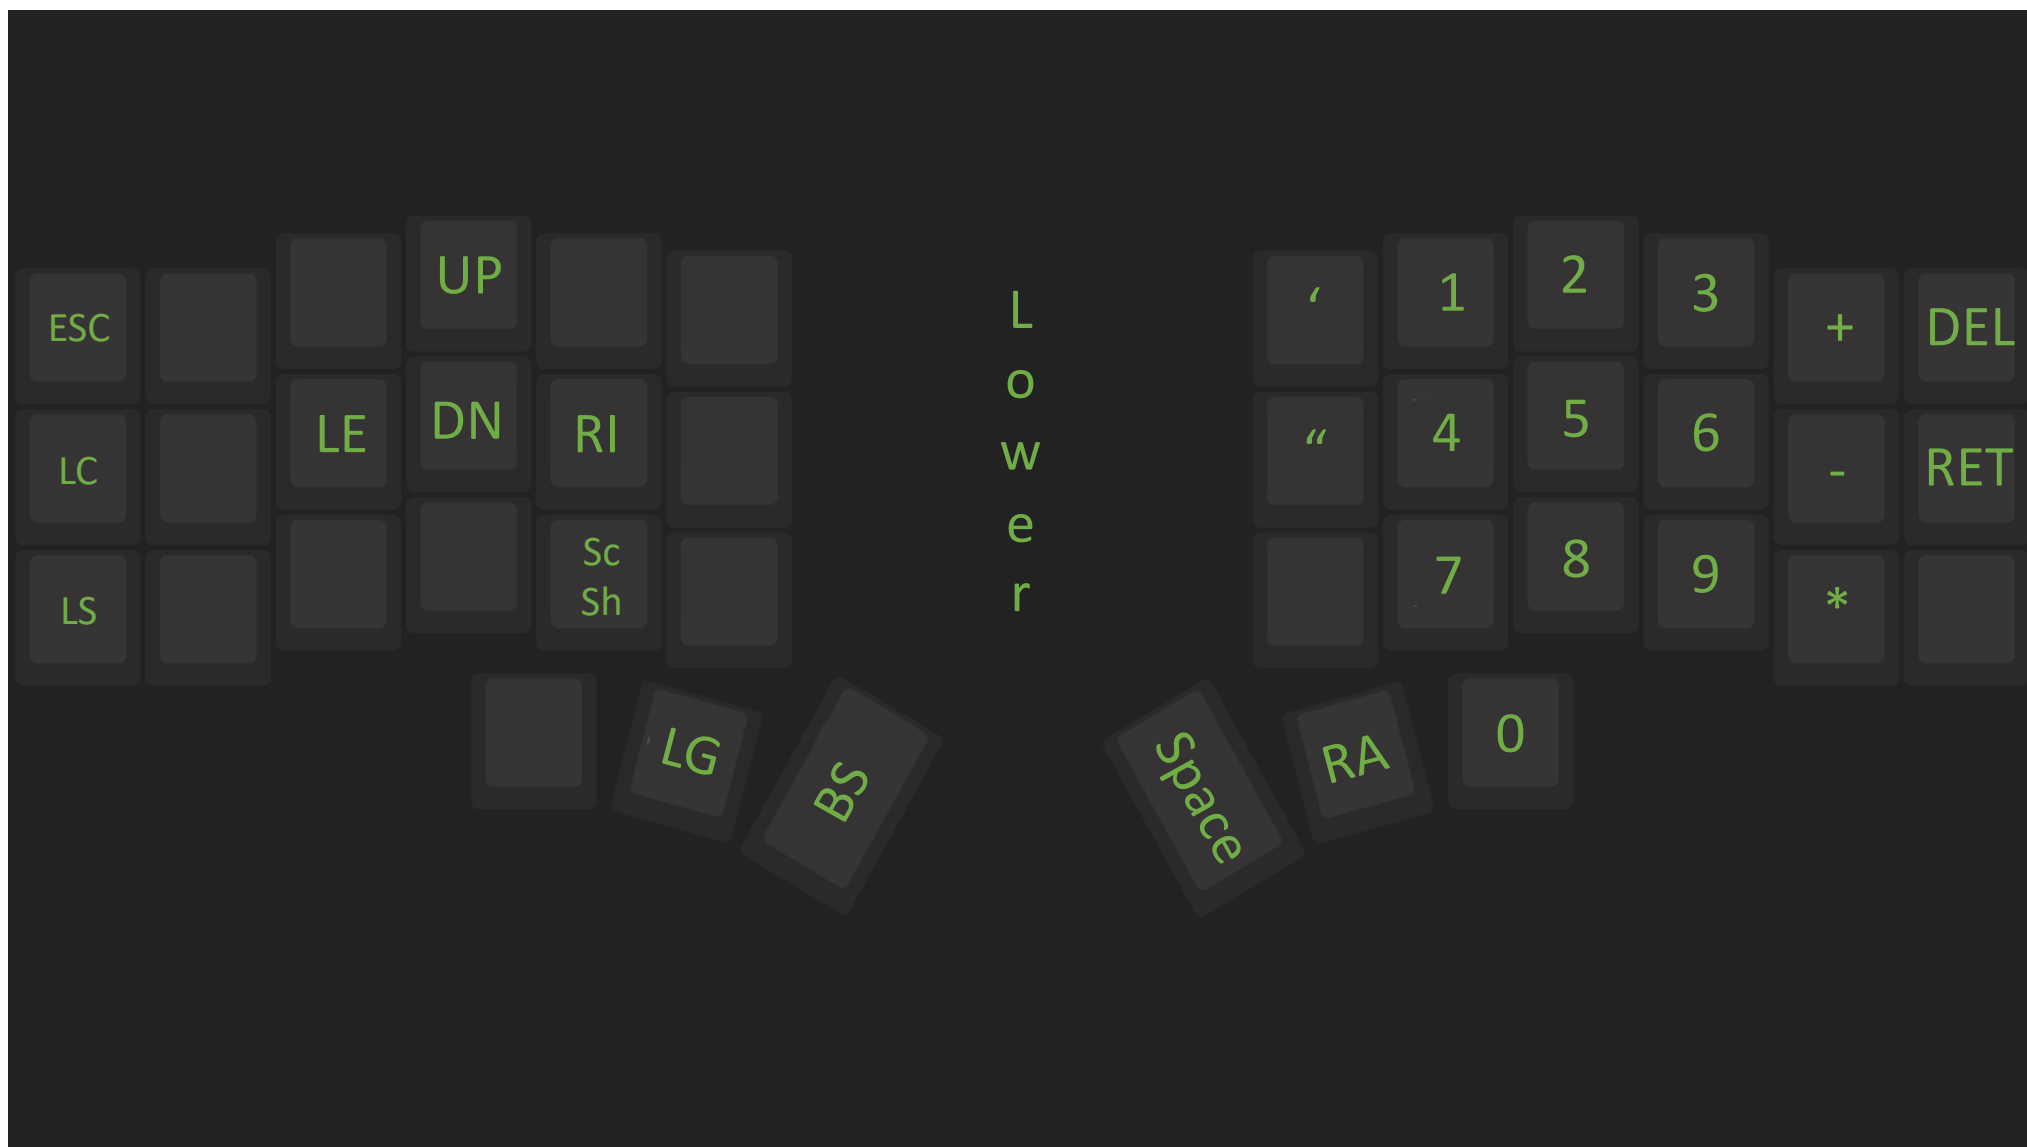 ESC
UP
LC
LE
DN
RI
LS
Sc
Sh
LG
BS
L
o
w
e
r
‘
1
2
3
+
DEL
“
4
5
6
-
RET
7
8
9
*
Space
RA
0